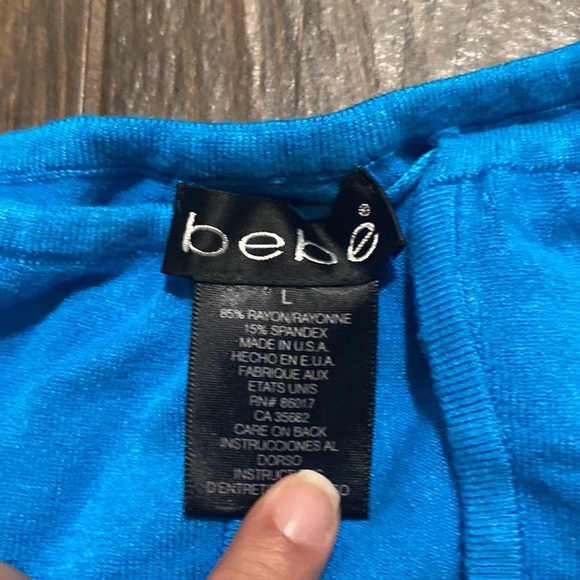 bebe
L
85% RAYON/RAYONNE
15% SPANDEX
MADE IN U.S.A.
HECHO EN E.U.A.
FABRIQUE AUX
ETATS UNIS
RN# 86017
CA 35682
CARE ON BACK
INSTRUCCIONES AL
DORSO